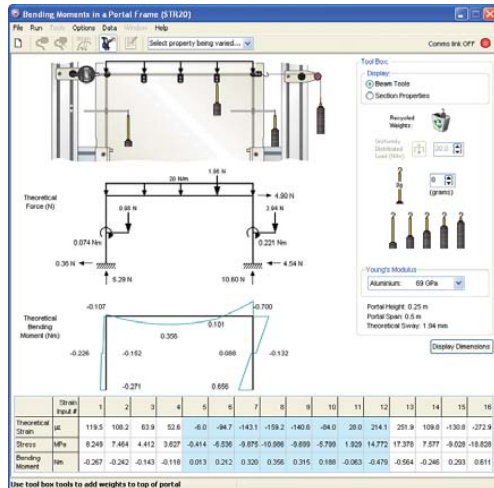 Bending Moments in a Portal Frame (STR20)
File Run Tools Options Data Window Help
Select property being varied...
Comms link OFF
Tool Box:
Display:
Beam Tools
Section Properties
Recycled
Weights:
Uniformly
Distributed
Load (N/m)
20.0
0g
0
(grams)
Young's Modulus
Aluminium: 69 GPa
Portal Height: 0.25 m
Portal Span: 0.5 m
Theoretical Sway: 1.94 mm
Display Dimensions
20 N/m
4.90 N
Theoretical
Force (N)
3.94 N
0.074 Nm
0.221 Nm
0.36 N
4.54 N
5.29 N
10.60 N
-0.107
-0.700
Theoretical
Bending
Moment (Nm)
0.356
0.101
-0.226
-0.152
-0.132
-0.271
Strain
Input # 1 2 3 4 5 6 7 8 9 10 11 12 13 14 15 16
Theoretical
Strain µε 119.5 108.2 63.9 52.6 -6.0 -94.7 -143.1 -159.2 -140.6 -84.0 28.0 214.1 251.9 109.8 -130.8 -272.9
Stress MPa 8.249 7.464 4.412 3.627 -0.414 -6.536 -9.875 -10.986 -9.699 -5.799 1.929 14.772 17.378 7.577 -9.028 -18.828
Bending
Moment Nm -0.267 -0.242 -0.143 -0.118 0.013 0.212 0.320 0.356 0.315 0.188 -0.063 -0.479 -0.564 -0.246 0.293 0.611
Use tool box tools to add weights to top of portal